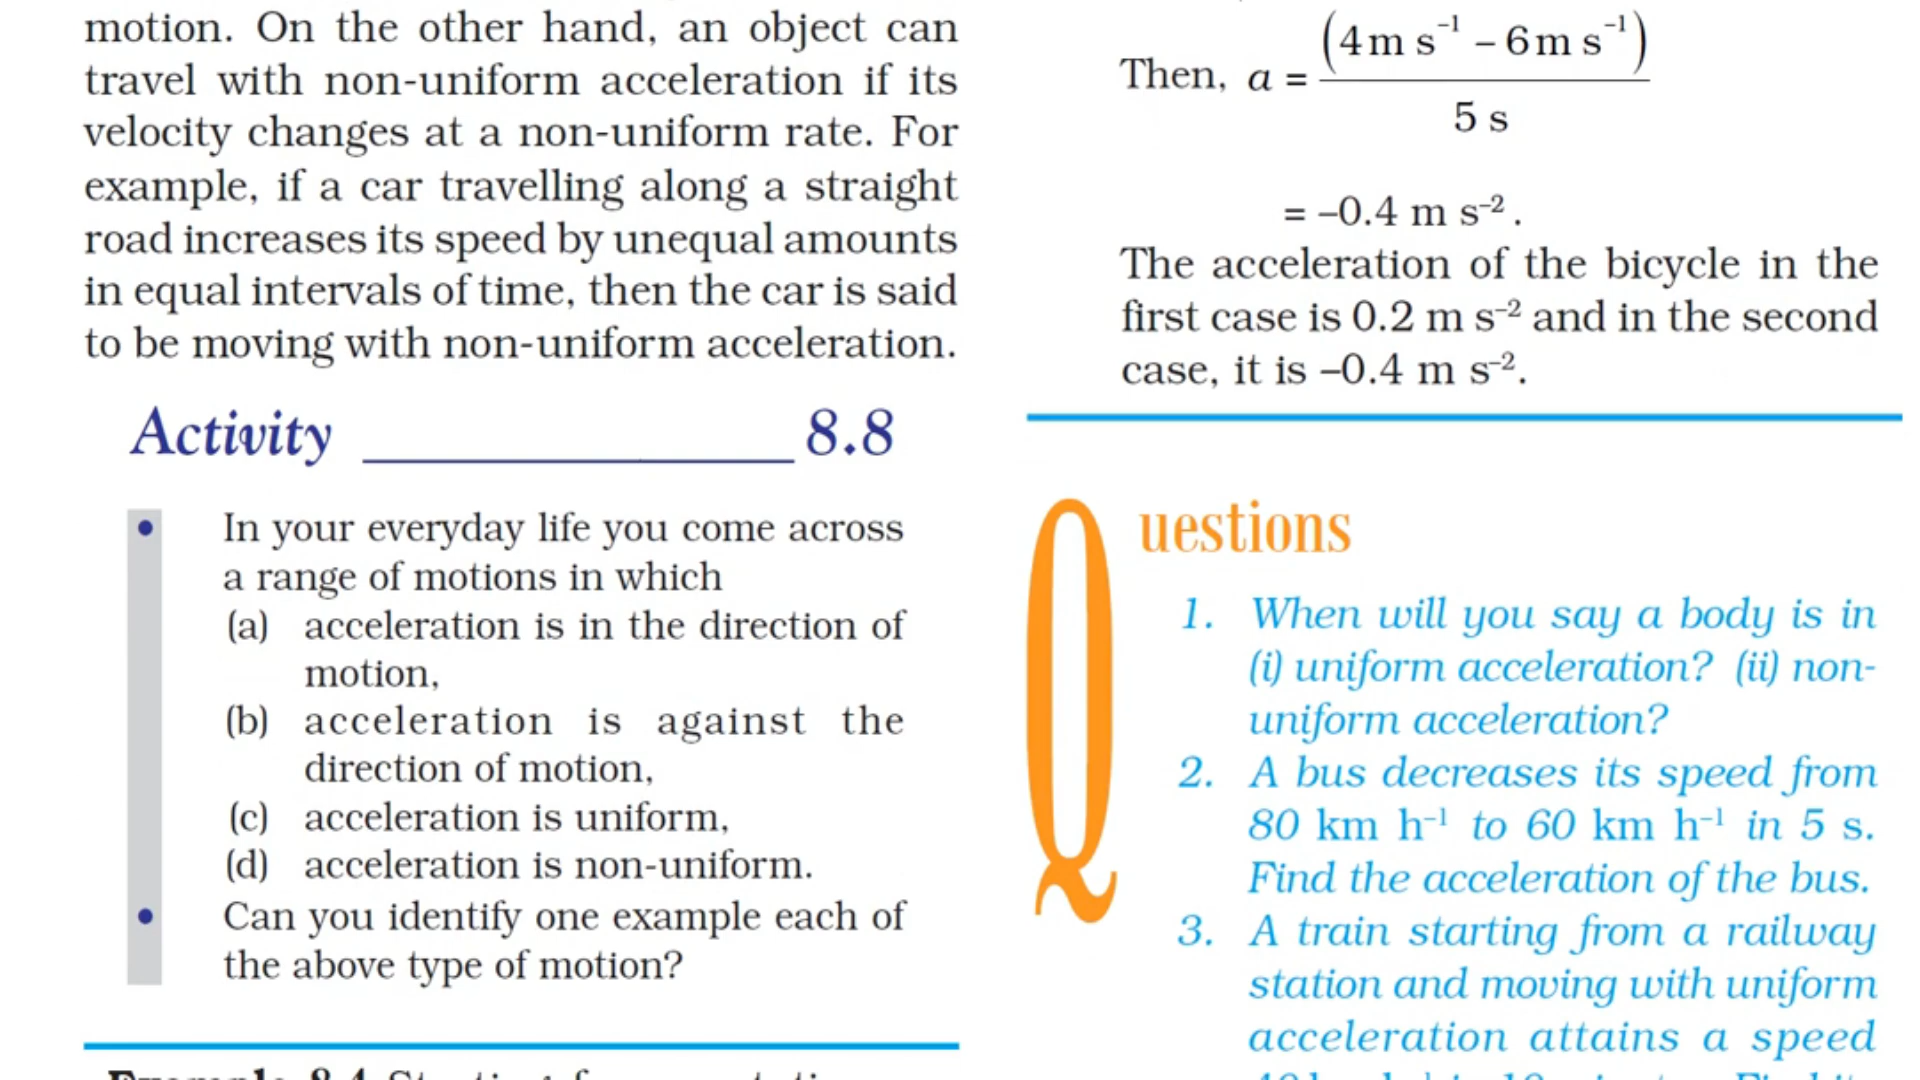 motion. On the other hand, an object can
travel with non-uniform acceleration if its
velocity changes at a non-uniform rate. For
example, if a car travelling along a straight
road increases its speed by unequal amounts
in equal intervals of time, then the car is said
to be moving with non-uniform acceleration.
Activity 8.8
• In your everyday life you come across
a range of motions in which
(a) acceleration is in the direction of
motion,
(b) acceleration is against the
direction of motion,
(c) acceleration is uniform,
(d) acceleration is non-uniform.
• Can you identify one example each of
the above type of motion?
Then, a = (4 m s⁻¹ – 6 m s⁻¹)
5 s
= –0.4 m s⁻² .
The acceleration of the bicycle in the
first case is 0.2 m s⁻² and in the second
case, it is –0.4 m s⁻².
Questions
1. When will you say a body is in
(i) uniform acceleration? (ii) non-
uniform acceleration?
2. A bus decreases its speed from
80 km h⁻¹ to 60 km h⁻¹ in 5 s.
Find the acceleration of the bus.
3. A train starting from a railway
station and moving with uniform
acceleration attains a speed